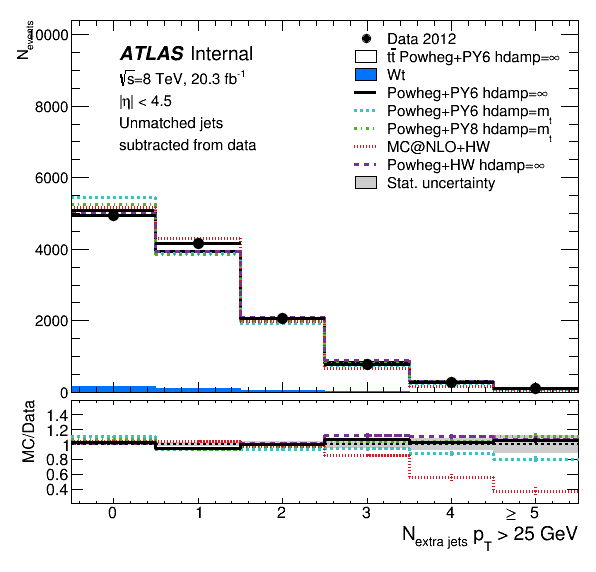 N_events
10000
8000
6000
4000
2000
0
ATLAS Internal
√s=8 TeV, 20.3 fb⁻¹
|η| < 4.5
Unmatched jets
subtracted from data
Data 2012
tt̄ Powheg+PY6 hdamp=∞
Wt
Powheg+PY6 hdamp=∞
Powheg+PY6 hdamp=m_t
Powheg+PY8 hdamp=m_t
MC@NLO+HW
Powheg+HW hdamp=∞
Stat. uncertainty
MC/Data
1.4
1.2
1
0.8
0.6
0.4
0 1 2 3 4 ≥ 5
N_extra jets p_T > 25 GeV